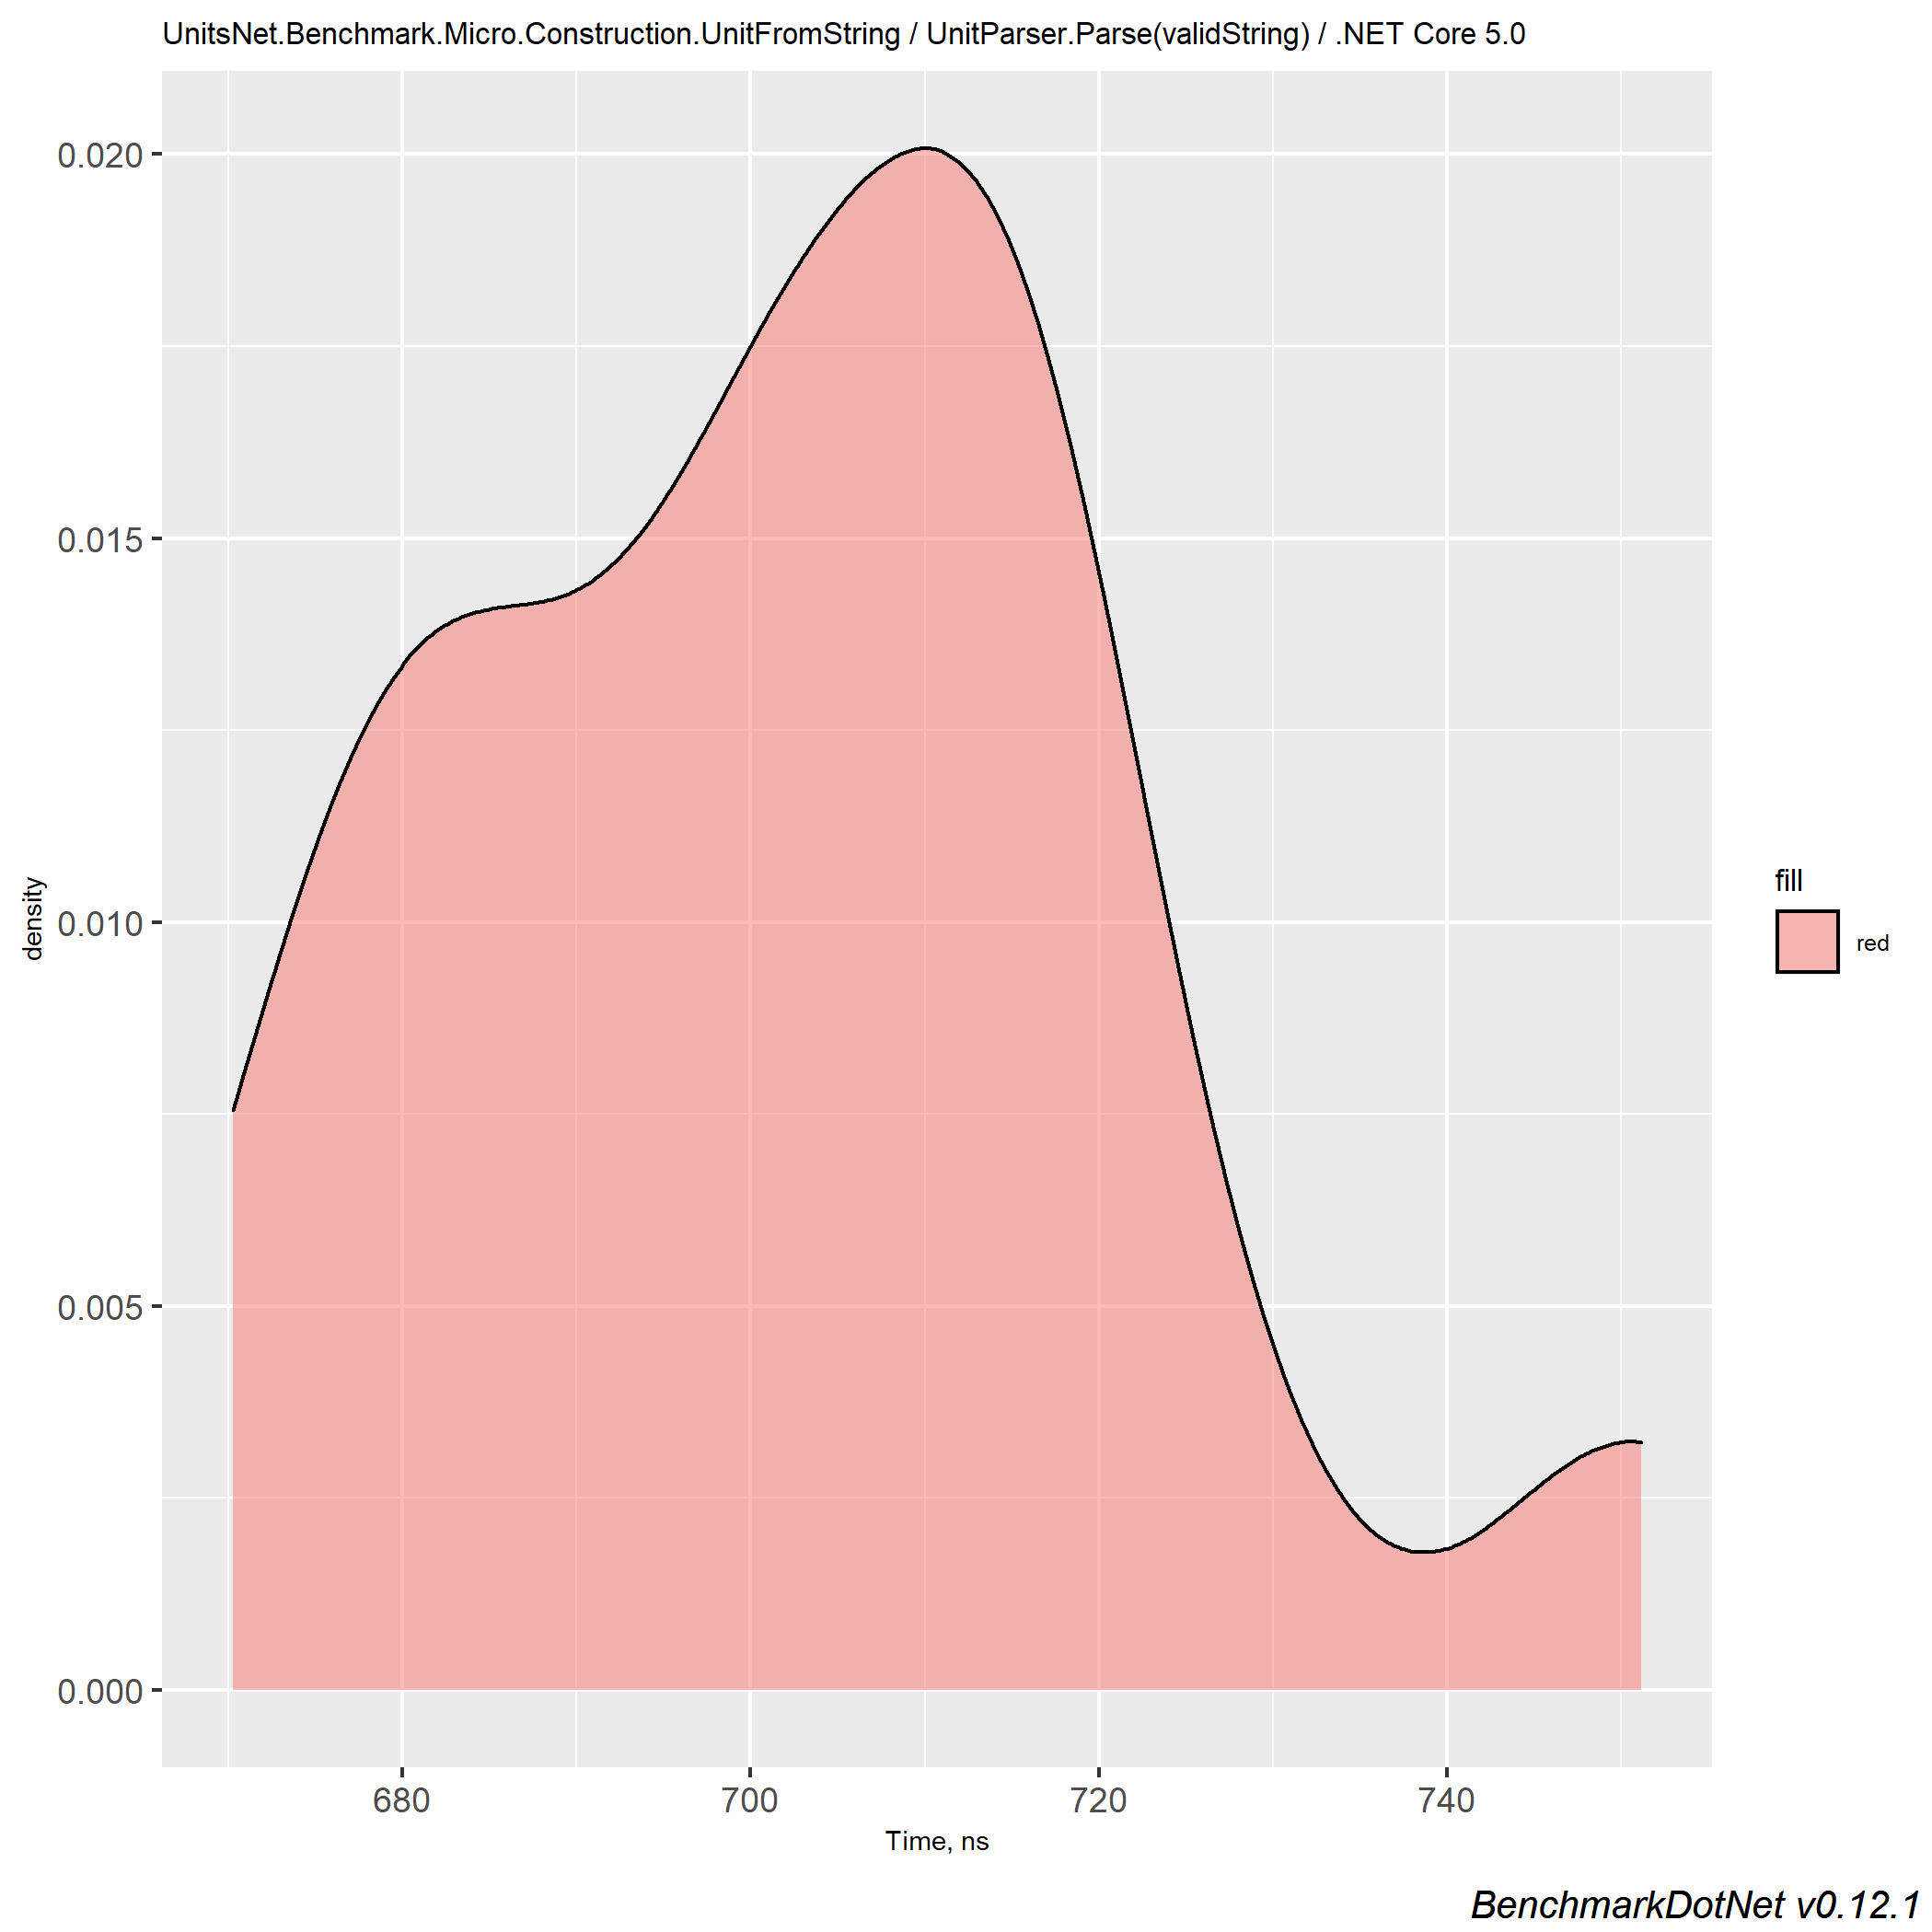 UnitsNet.Benchmark.Micro.Construction.UnitFromString / UnitParser.Parse(validString) / .NET Core 5.0
0.020
0.015
0.010
0.005
0.000
density
680 700 720 740
Time, ns
fill
red
BenchmarkDotNet v0.12.1